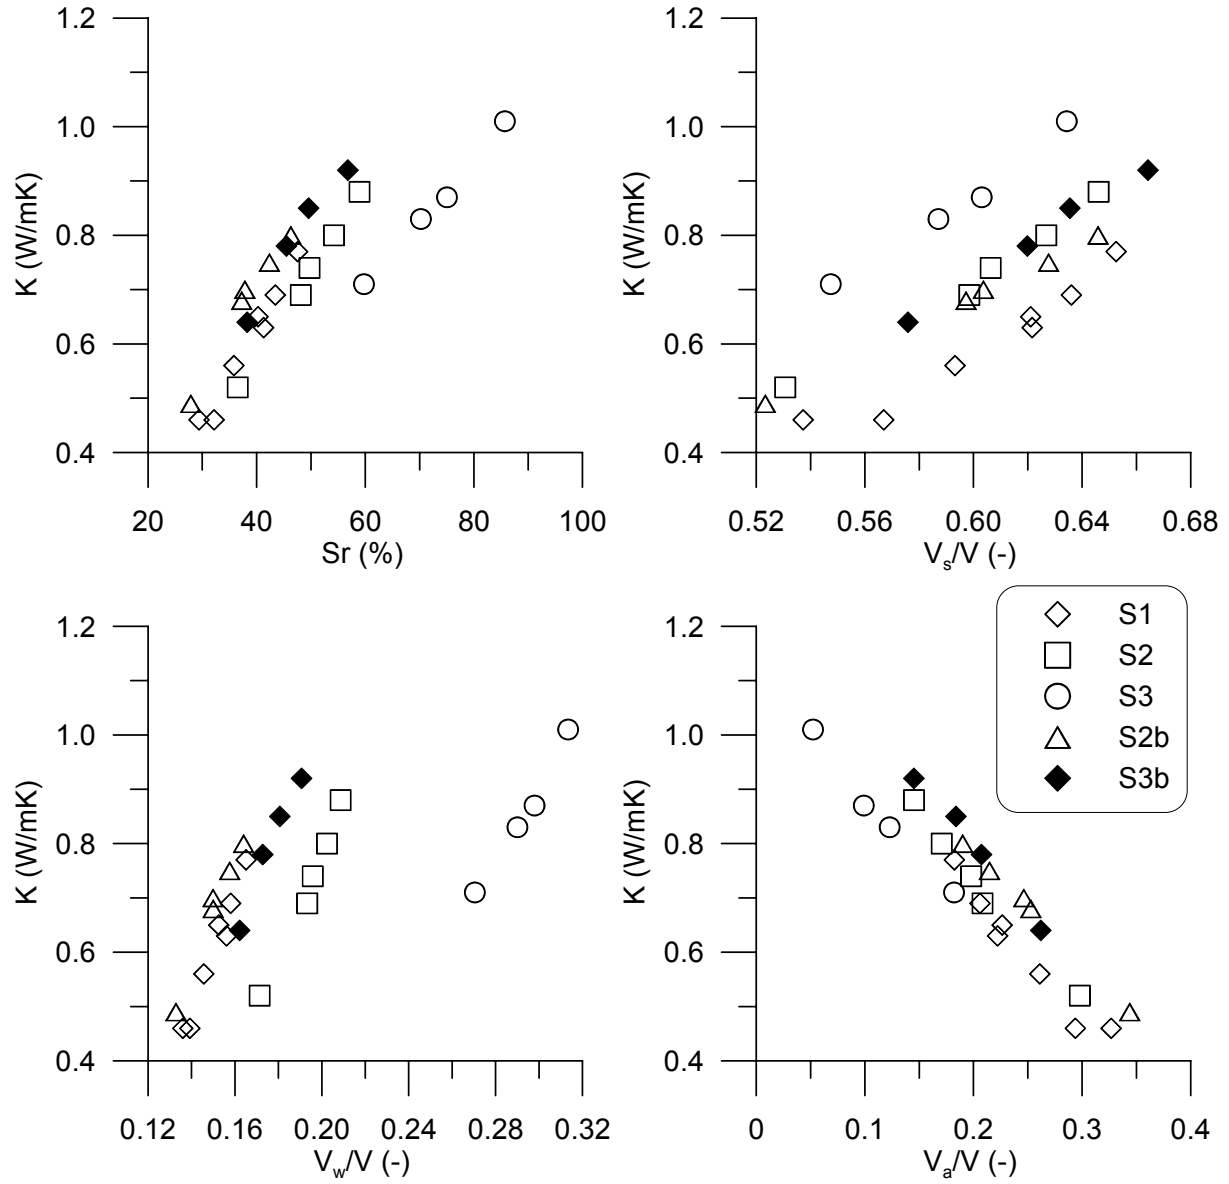 1.2
1.0
0.8
0.6
0.4
K (W/mK)
20 40 60 80 100
Sr (%)
1.2
1.0
0.8
0.6
0.4
K (W/mK)
0.52 0.56 0.60 0.64 0.68
Vs/V (-)
1.2
1.0
0.8
0.6
0.4
K (W/mK)
0.12 0.16 0.20 0.24 0.28 0.32
Vw/V (-)
1.2
1.0
0.8
0.6
0.4
K (W/mK)
0 0.1 0.2 0.3 0.4
Va/V (-)
S1
S2
S3
S2b
S3b